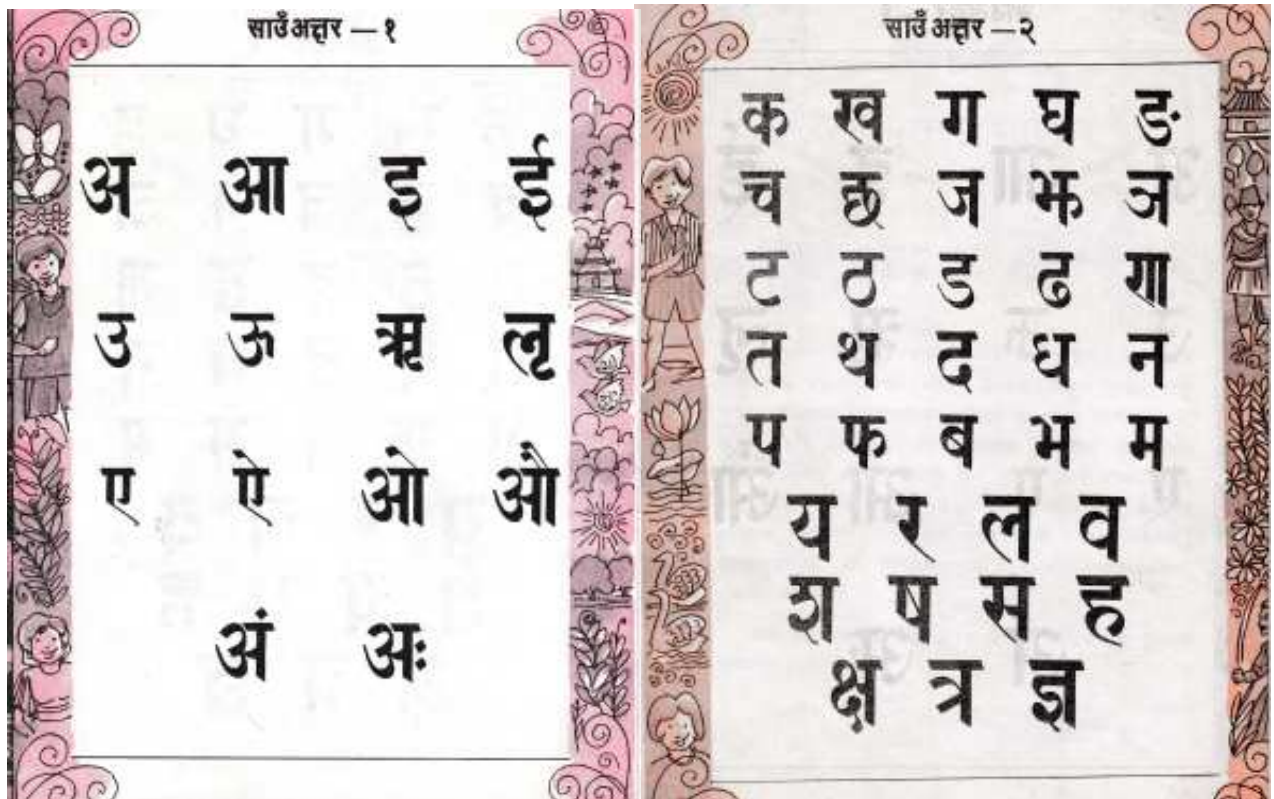 साउँ अक्षर — १
अ आ इ ई
उ ऊ ऋ लृ
ए ऐ ओ औ
अं अः
साउँ अक्षर — २
क ख ग घ ङ
च छ ज झ ञ
ट ठ ड ढ ण
त थ द ध न
प फ ब भ म
य र ल व
श ष स ह
क्ष त्र ज्ञ